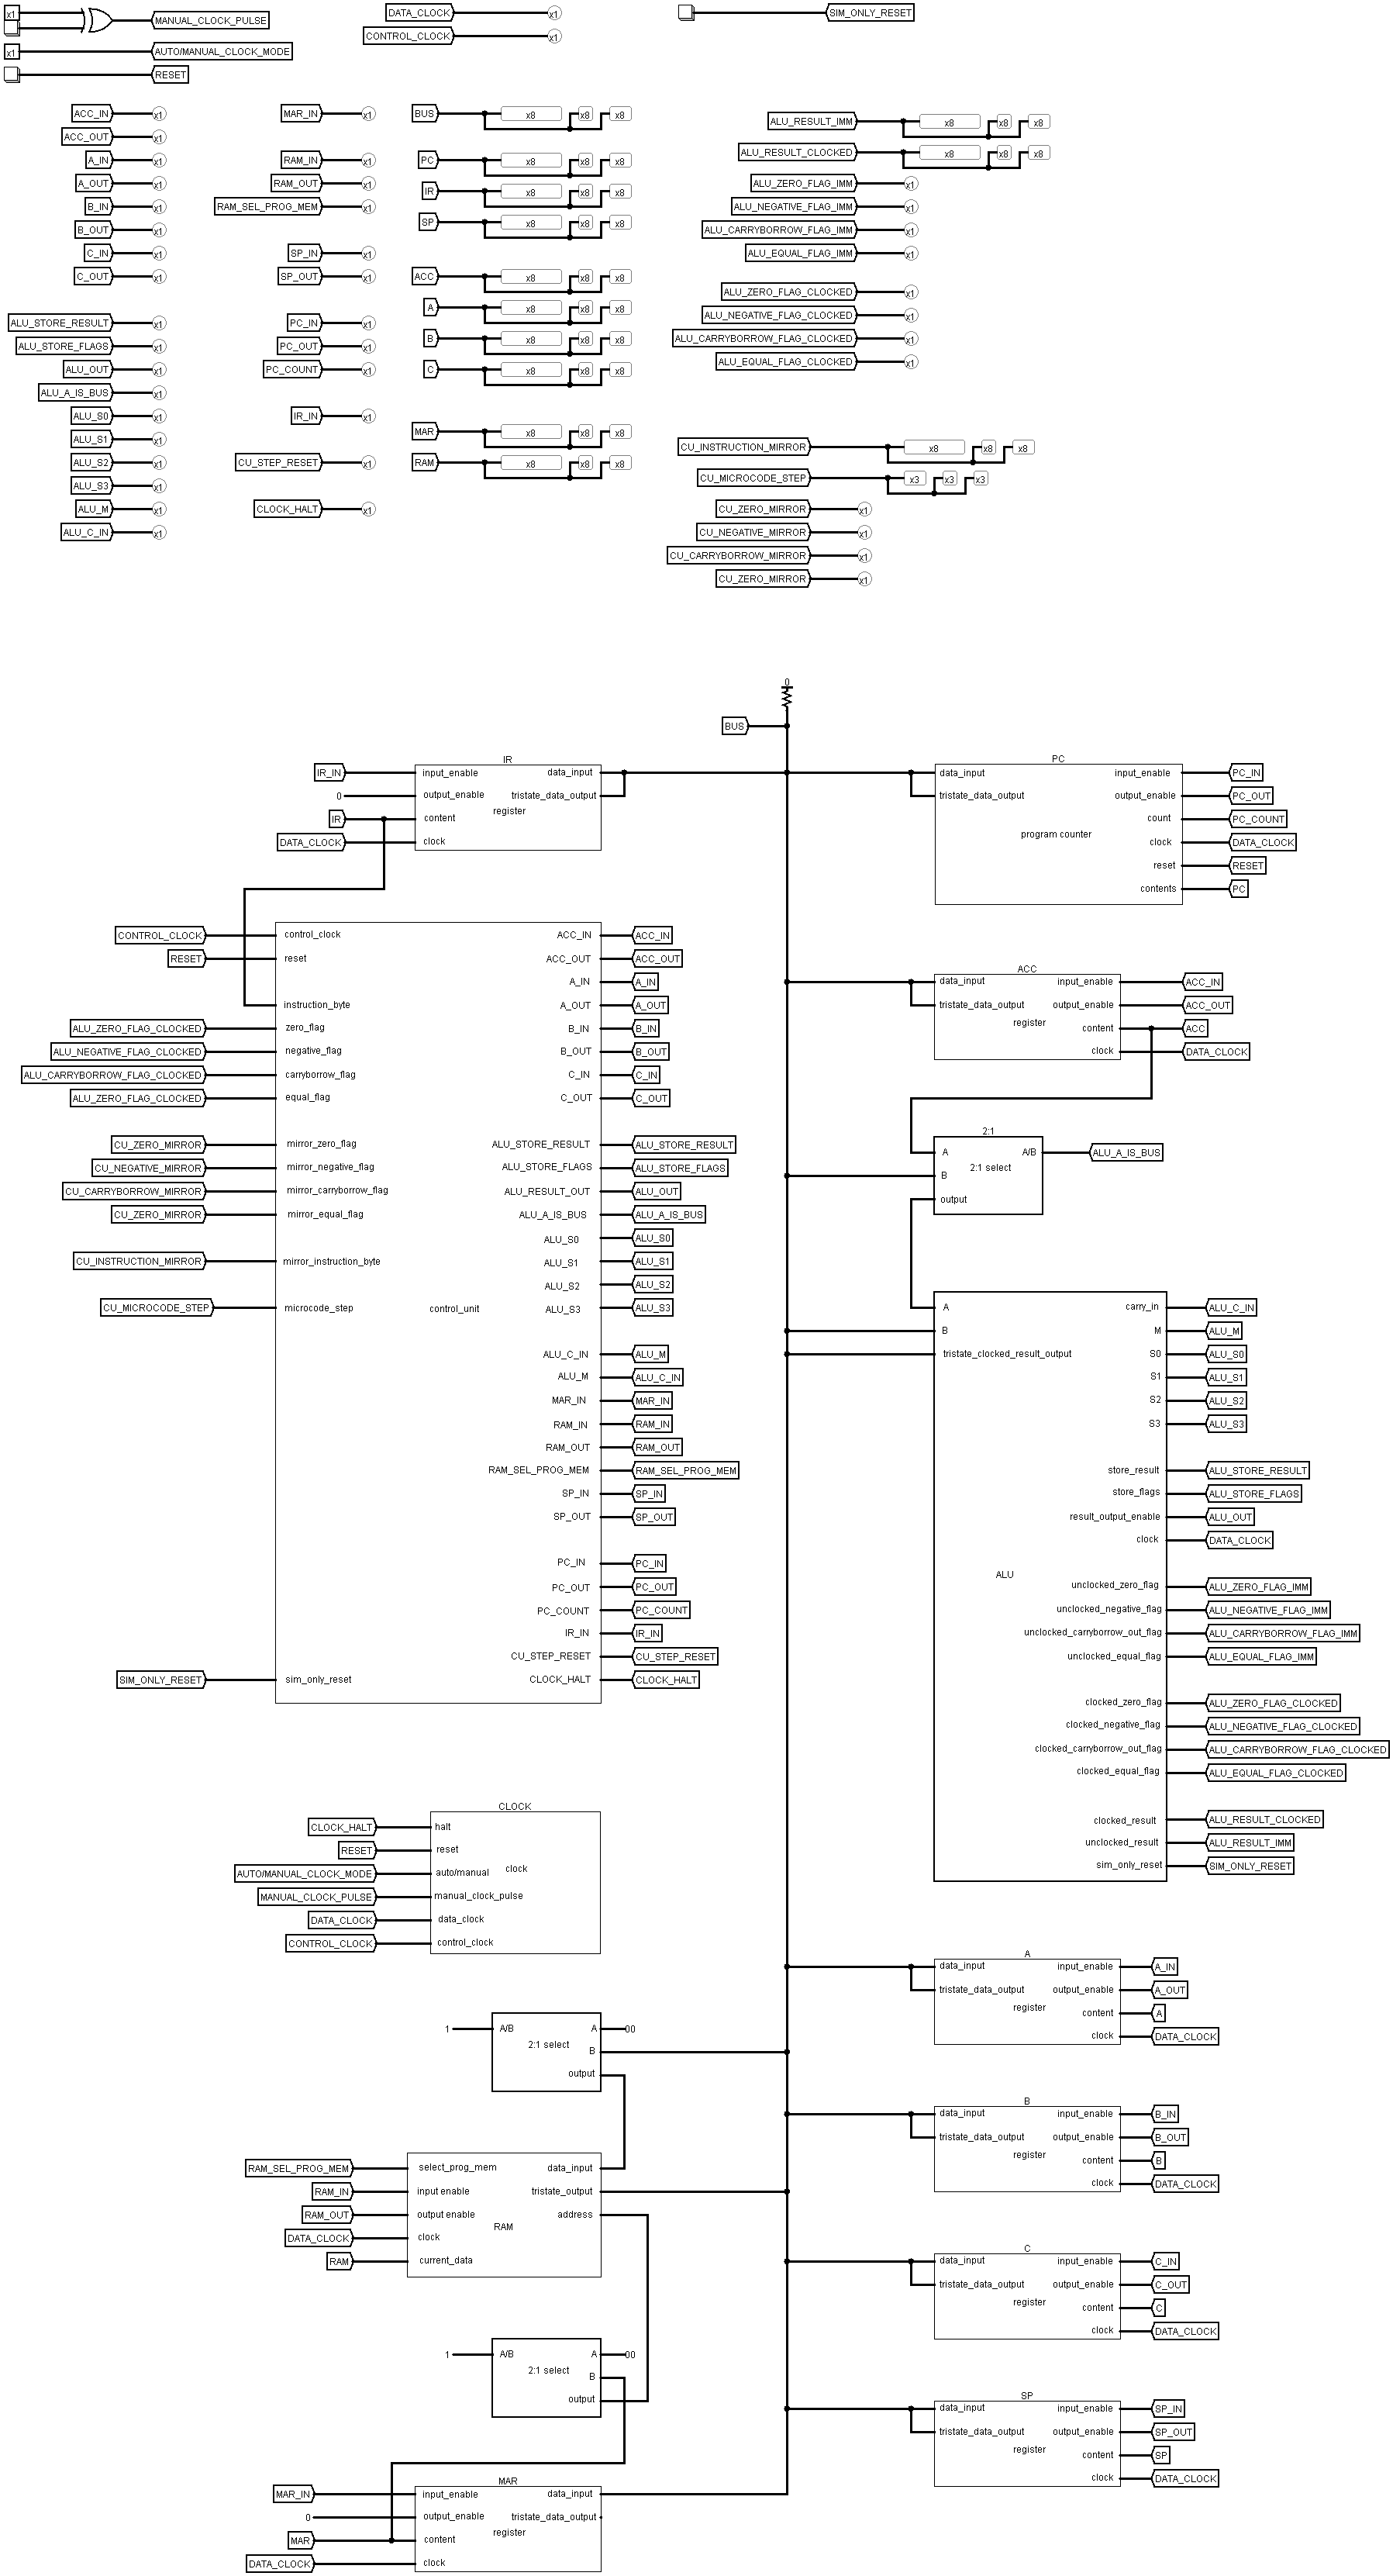 x1
MANUAL_CLOCK_PULSE
x1
AUTO/MANUAL_CLOCK_MODE
RESET
DATA_CLOCK x1
CONTROL_CLOCK x1
SIM_ONLY_RESET
ACC_IN x1
ACC_OUT x1
A_IN x1
A_OUT x1
B_IN x1
B_OUT x1
C_IN x1
C_OUT x1
ALU_STORE_RESULT x1
ALU_STORE_FLAGS x1
ALU_OUT x1
ALU_A_IS_BUS x1
ALU_S0 x1
ALU_S1 x1
ALU_S2 x1
ALU_S3 x1
ALU_M x1
ALU_C_IN x1
MAR_IN x1
RAM_IN x1
RAM_OUT x1
RAM_SEL_PROG_MEM x1
SP_IN x1
SP_OUT x1
PC_IN x1
PC_OUT x1
PC_COUNT x1
IR_IN x1
CU_STEP_RESET x1
CLOCK_HALT x1
BUS x8 x8 x8
PC x8 x8 x8
IR x8 x8 x8
SP x8 x8 x8
ACC x8 x8 x8
A x8 x8 x8
B x8 x8 x8
C x8 x8 x8
MAR x8 x8 x8
RAM x8 x8 x8
ALU_RESULT_IMM x8 x8 x8
ALU_RESULT_CLOCKED x8 x8 x8
ALU_ZERO_FLAG_IMM x1
ALU_NEGATIVE_FLAG_IMM x1
ALU_CARRYBORROW_FLAG_IMM x1
ALU_EQUAL_FLAG_IMM x1
ALU_ZERO_FLAG_CLOCKED x1
ALU_NEGATIVE_FLAG_CLOCKED x1
ALU_CARRYBORROW_FLAG_CLOCKED x1
ALU_EQUAL_FLAG_CLOCKED x1
CU_INSTRUCTION_MIRROR x8 x8 x8
CU_MICROCODE_STEP x3 x3 x3
CU_ZERO_MIRROR x1
CU_NEGATIVE_MIRROR x1
CU_CARRYBORROW_MIRROR x1
CU_ZERO_MIRROR x1
0
BUS
IR
IR_IN input_enable data_input
0 output_enable tristate_data_output
register
IR content
DATA_CLOCK clock
PC
data_input input_enable PC_IN
tristate_data_output output_enable PC_OUT
count PC_COUNT
program counter
clock DATA_CLOCK
reset RESET
contents PC
CONTROL_CLOCK control_clock ACC_IN ACC_IN
RESET reset ACC_OUT ACC_OUT
A_IN A_IN
instruction_byte A_OUT A_OUT
ALU_ZERO_FLAG_CLOCKED zero_flag B_IN B_IN
ALU_NEGATIVE_FLAG_CLOCKED negative_flag B_OUT B_OUT
ALU_CARRYBORROW_FLAG_CLOCKED carryborrow_flag C_IN C_IN
ALU_ZERO_FLAG_CLOCKED equal_flag C_OUT C_OUT
CU_ZERO_MIRROR mirror_zero_flag ALU_STORE_RESULT ALU_STORE_RESULT
CU_NEGATIVE_MIRROR mirror_negative_flag ALU_STORE_FLAGS ALU_STORE_FLAGS
CU_CARRYBORROW_MIRROR mirror_carryborrow_flag ALU_RESULT_OUT ALU_OUT
CU_ZERO_MIRROR mirror_equal_flag ALU_A_IS_BUS ALU_A_IS_BUS
ALU_S0 ALU_S0
CU_INSTRUCTION_MIRROR mirror_instruction_byte ALU_S1 ALU_S1
ALU_S2 ALU_S2
CU_MICROCODE_STEP microcode_step control_unit ALU_S3 ALU_S3
ALU_C_IN ALU_M
ALU_M ALU_C_IN
MAR_IN MAR_IN
RAM_IN RAM_IN
RAM_OUT RAM_OUT
RAM_SEL_PROG_MEM RAM_SEL_PROG_MEM
SP_IN SP_IN
SP_OUT SP_OUT
PC_IN PC_IN
PC_OUT PC_OUT
PC_COUNT PC_COUNT
IR_IN IR_IN
CU_STEP_RESET CU_STEP_RESET
SIM_ONLY_RESET sim_only_reset CLOCK_HALT CLOCK_HALT
ACC
data_input input_enable ACC_IN
tristate_data_output output_enable ACC_OUT
register
content ACC
clock DATA_CLOCK
2:1
A A/B ALU_A_IS_BUS
2:1 select
B
output
A carry_in ALU_C_IN
B M ALU_M
tristate_clocked_result_output S0 ALU_S0
S1 ALU_S1
S2 ALU_S2
S3 ALU_S3
store_result ALU_STORE_RESULT
store_flags ALU_STORE_FLAGS
result_output_enable ALU_OUT
clock DATA_CLOCK
ALU
unclocked_zero_flag ALU_ZERO_FLAG_IMM
unclocked_negative_flag ALU_NEGATIVE_FLAG_IMM
unclocked_carryborrow_out_flag ALU_CARRYBORROW_FLAG_IMM
unclocked_equal_flag ALU_EQUAL_FLAG_IMM
clocked_zero_flag ALU_ZERO_FLAG_CLOCKED
clocked_negative_flag ALU_NEGATIVE_FLAG_CLOCKED
clocked_carryborrow_out_flag ALU_CARRYBORROW_FLAG_CLOCKED
clocked_equal_flag ALU_EQUAL_FLAG_CLOCKED
clocked_result ALU_RESULT_CLOCKED
unclocked_result ALU_RESULT_IMM
sim_only_reset SIM_ONLY_RESET
CLOCK
CLOCK_HALT halt
RESET reset
AUTO/MANUAL_CLOCK_MODE auto/manual clock
MANUAL_CLOCK_PULSE manual_clock_pulse
DATA_CLOCK data_clock
CONTROL_CLOCK control_clock
1 A/B A 00
2:1 select
B
output
RAM_SEL_PROG_MEM select_prog_mem data_input
RAM_IN input enable tristate_output
RAM_OUT output enable address
RAM
DATA_CLOCK clock
RAM current_data
1 A/B A 00
2:1 select
B
output
MAR
MAR_IN input_enable data_input
0 output_enable tristate_data_output
register
MAR content
DATA_CLOCK clock
A
data_input input_enable A_IN
tristate_data_output output_enable A_OUT
register
content A
clock DATA_CLOCK
B
data_input input_enable B_IN
tristate_data_output output_enable B_OUT
register
content B
clock DATA_CLOCK
C
data_input input_enable C_IN
tristate_data_output output_enable C_OUT
register
content C
clock DATA_CLOCK
SP
data_input input_enable SP_IN
tristate_data_output output_enable SP_OUT
register
content SP
clock DATA_CLOCK